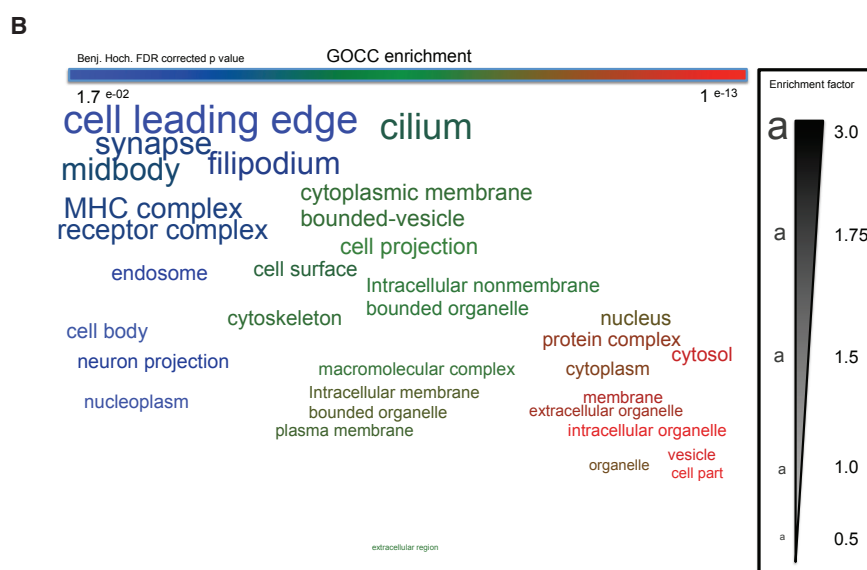 B
Benj. Hoch. FDR corrected p value
GOCC enrichment
1.7 e-02
1 e-13
cell leading edge
cilium
synapse
midbody
filipodium
MHC complex
receptor complex
cytoplasmic membrane
bounded-vesicle
cell projection
endosome
cell surface
Intracellular nonmembrane
bounded organelle
cell body
cytoskeleton
nucleus
protein complex
cytosol
neuron projection
macromolecular complex
cytoplasm
nucleoplasm
Intracellular membrane
bounded organelle
plasma membrane
membrane
extracellular organelle
intracellular organelle
vesicle
organelle
cell part
extracellular region
Enrichment factor
a 3.0
a 1.75
a 1.5
a 1.0
a 0.5